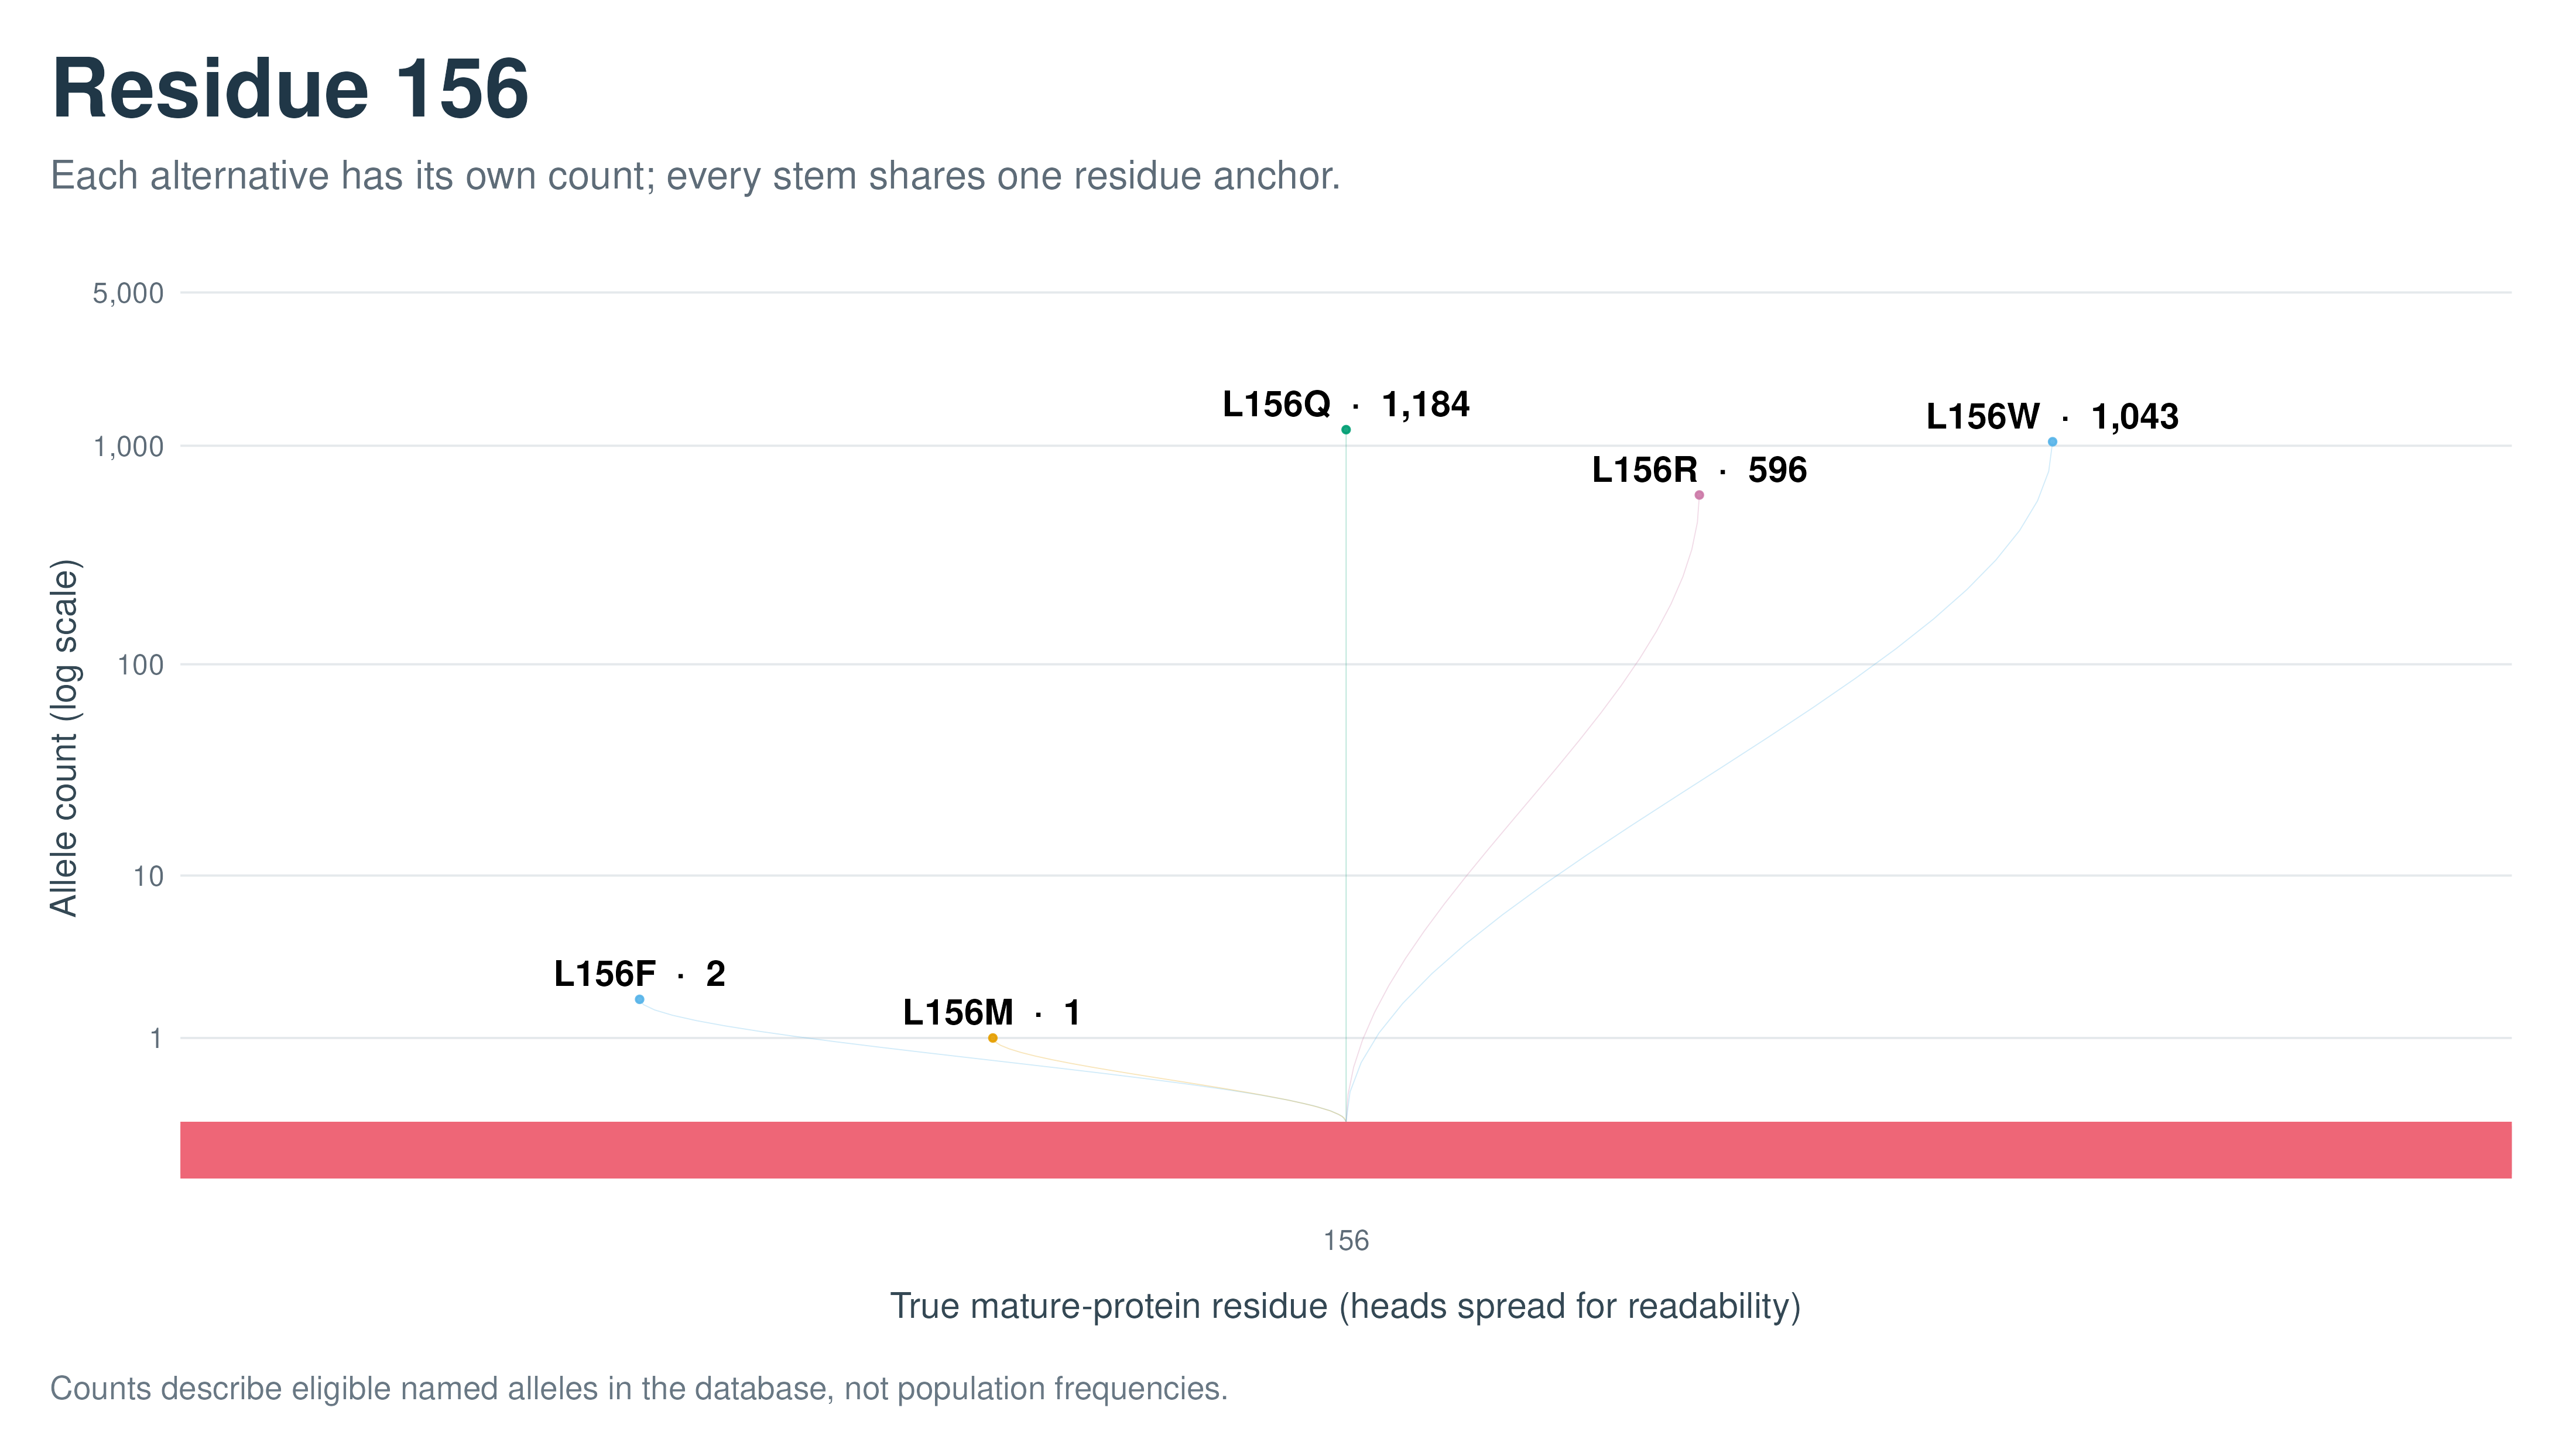 Residue 156
Each alternative has its own count; every stem shares one residue anchor.
5,000
L156Q · 1,184
L156W · 1,043
1,000
L156R · 596
Allele count (log scale)
100
10
L156F · 2
L156M · 1
1
156
True mature-protein residue (heads spread for readability)
Counts describe eligible named alleles in the database, not population frequencies.